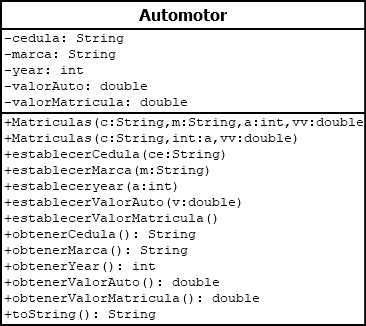 Automotor
-cedula: String
-marca: String
-year: int
-valorAuto: double
-valorMatricula: double
+Matriculas(c:String,m:String,a:int,vv:double
+Matriculas(c:String,int:a,vv:double)
+establecerCedula(ce:String)
+establecerMarca(m:String)
+estableceryear(a:int)
+establecerValorAuto(v:double)
+establecerValorMatricula()
+obtenerCedula(): String
+obtenerMarca(): String
+obtenerYear(): int
+obtenerValorAuto(): double
+obtenerValorMatricula(): double
+toString(): String